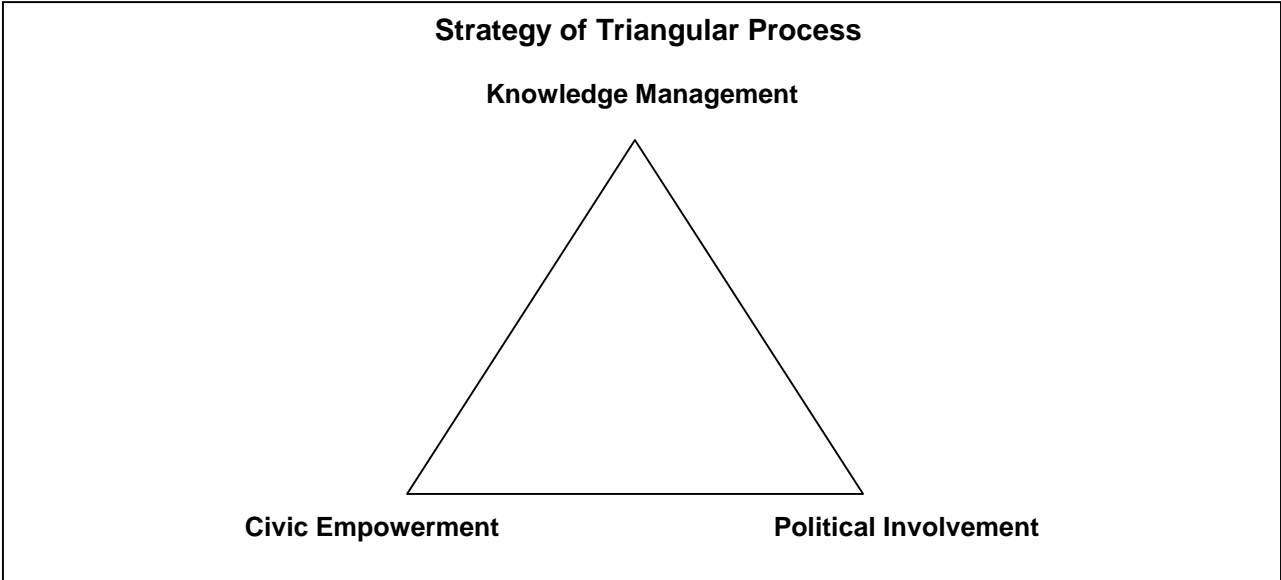 Strategy of Triangular Process
Knowledge Management
Civic Empowerment
Political Involvement